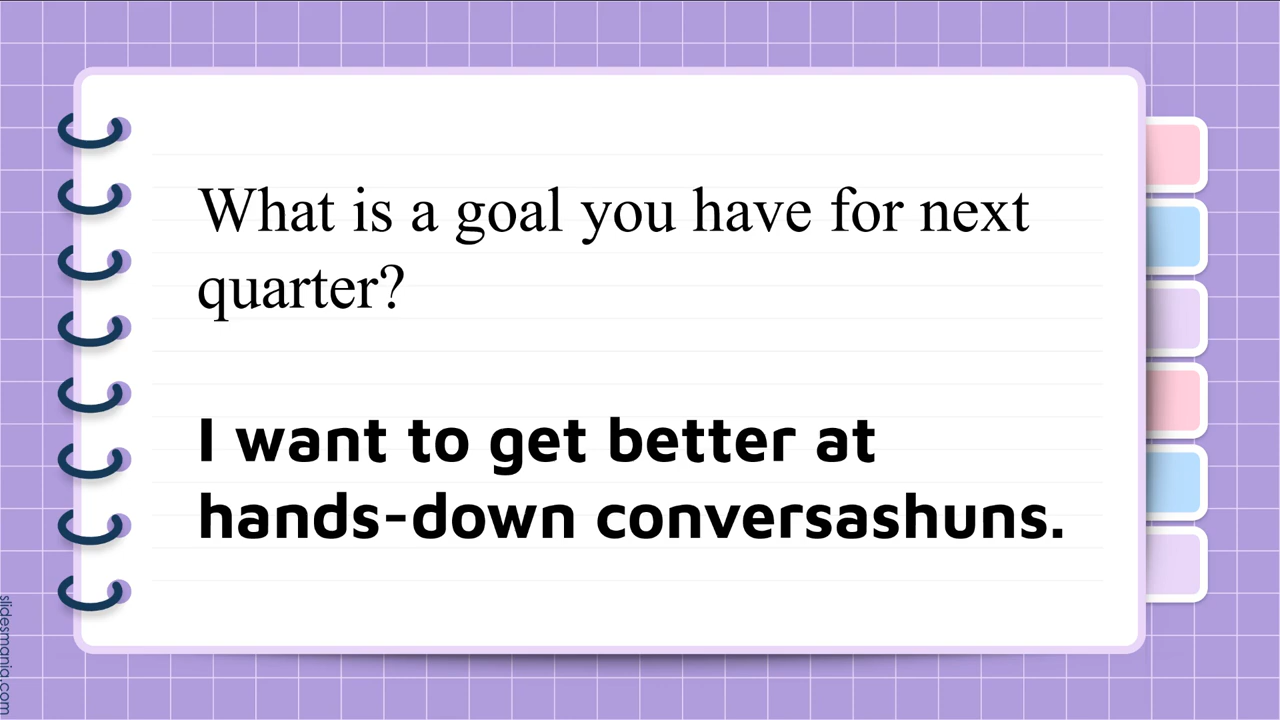 What is a goal you have for next
quarter?
I want to get better at
hands-down conversashuns.
slidesmania.com